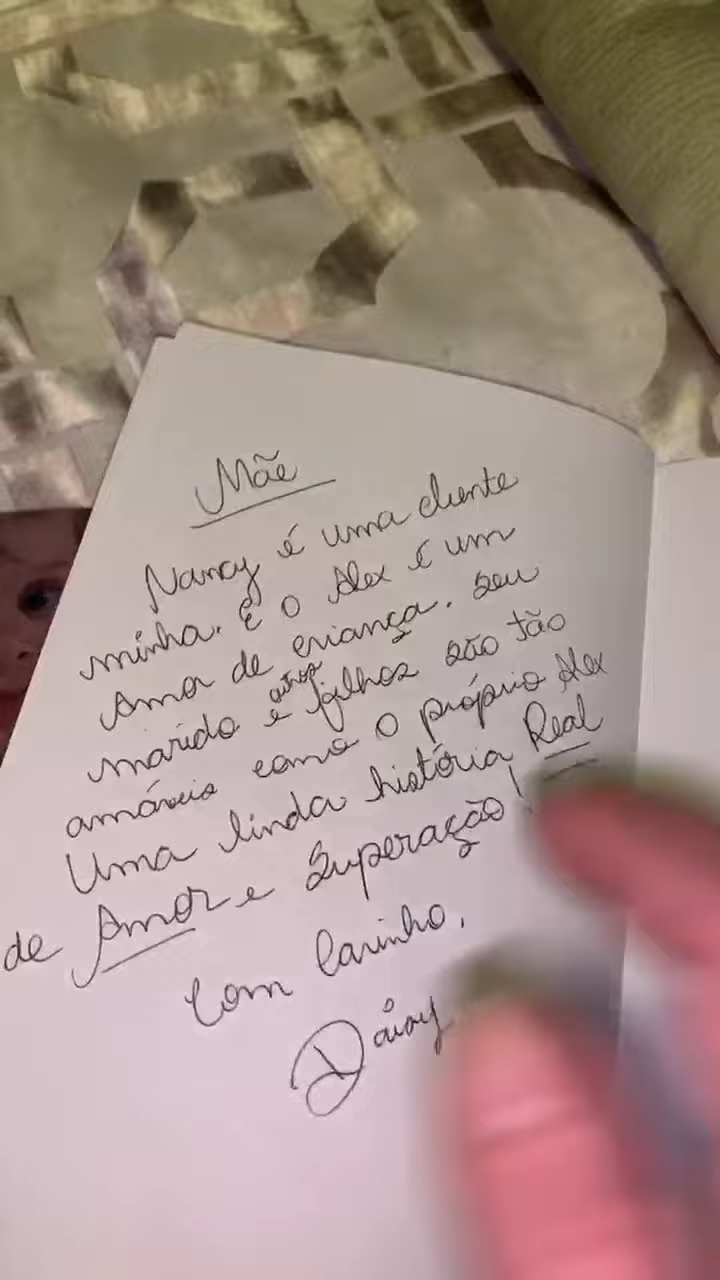 Mãe
Nancy é uma cliente
minha. E o Alex é um
Amor de criança. Seu
marido e outros filhos são tão
amáveis como o próprio Alex
Uma linda história Real
de Amor e Superação!
Com Carinho,
Daisy